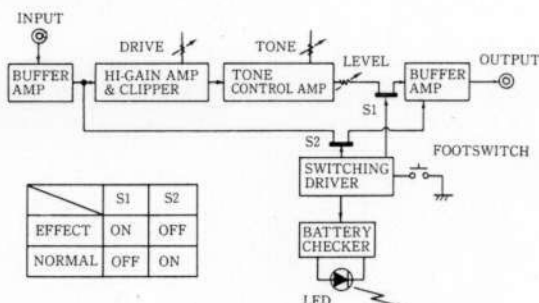 INPUT
DRIVE
TONE
LEVEL
OUTPUT
BUFFER
AMP
HI-GAIN AMP
& CLIPPER
TONE
CONTROL AMP
BUFFER
AMP
S1
S2
FOOTSWITCH
SWITCHING
DRIVER
BATTERY
CHECKER
LED
S1 S2
EFFECT ON OFF
NORMAL OFF ON